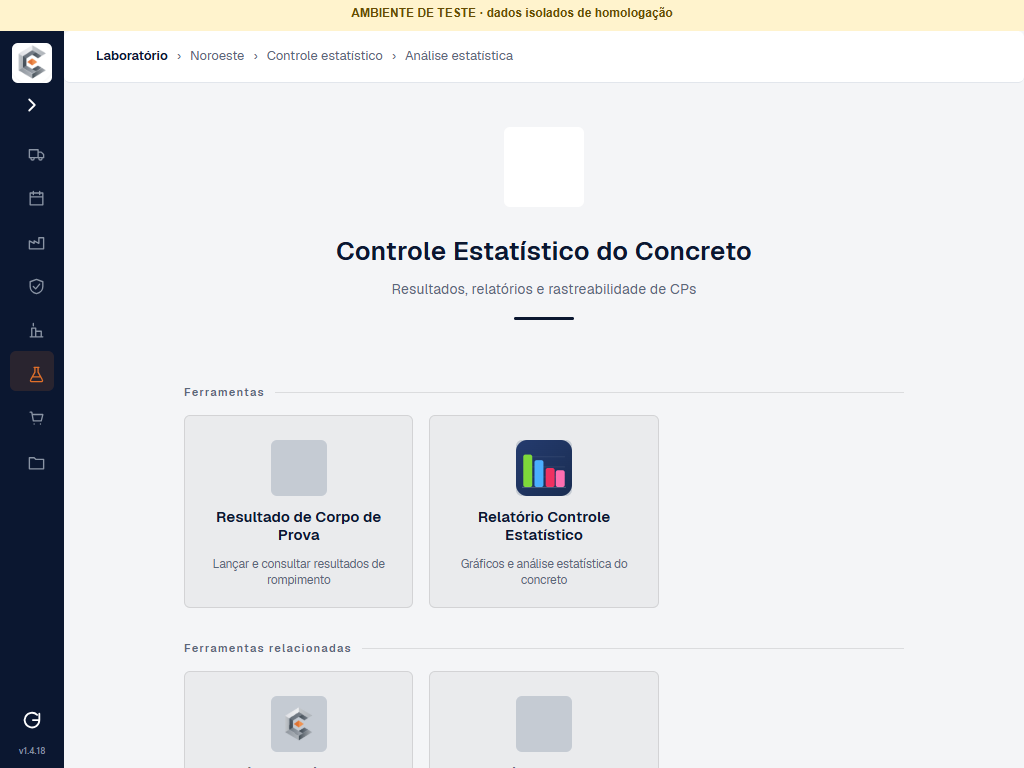 AMBIENTE DE TESTE · dados isolados de homologação
Laboratório › Noroeste › Controle estatístico › Análise estatística
Controle Estatístico do Concreto
Resultados, relatórios e rastreabilidade de CPs
Ferramentas
Resultado de Corpo de
Prova
Lançar e consultar resultados de
rompimento
Relatório Controle
Estatístico
Gráficos e análise estatística do
concreto
Ferramentas relacionadas
v1.4.18